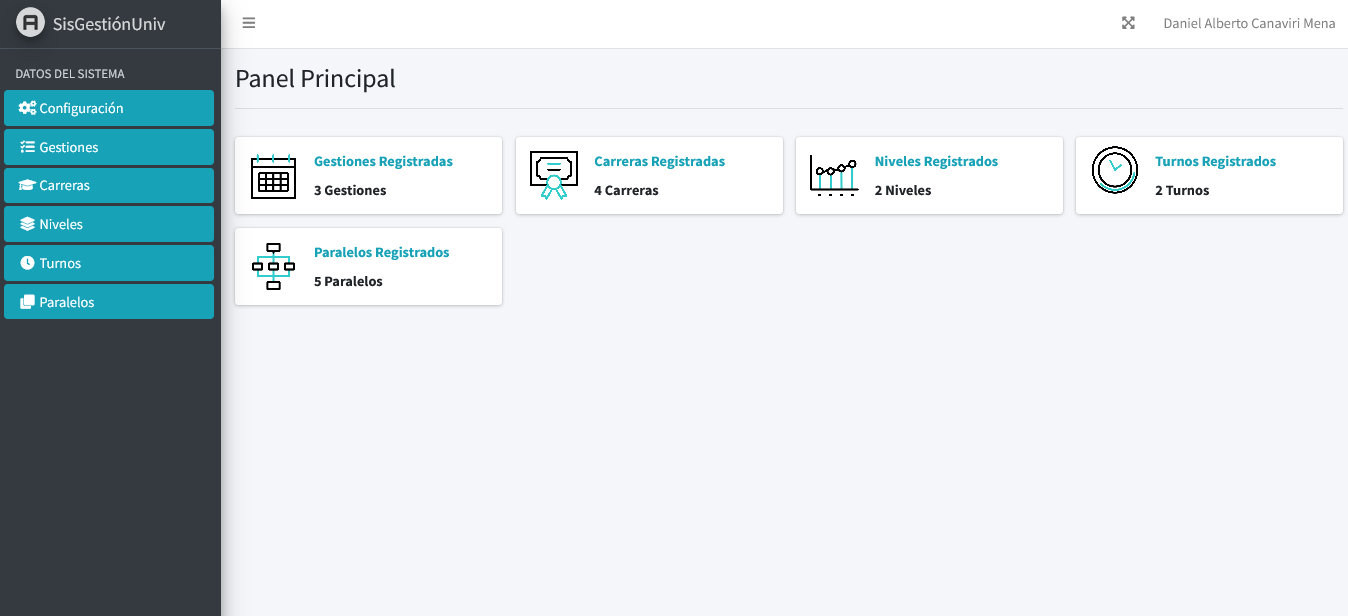 SisGestiónUniv
Daniel Alberto Canaviri Mena
DATOS DEL SISTEMA
Configuración
Gestiones
Carreras
Niveles
Turnos
Paralelos
Panel Principal
Gestiones Registradas
3 Gestiones
Carreras Registradas
4 Carreras
Niveles Registrados
2 Niveles
Turnos Registrados
2 Turnos
Paralelos Registrados
5 Paralelos